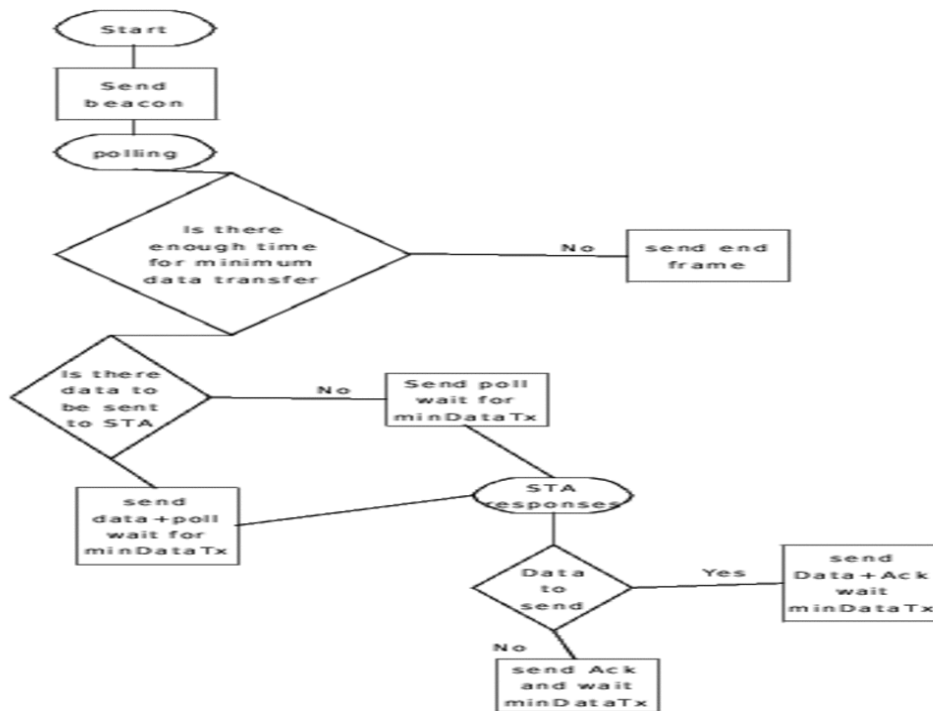 Start
Send
beacon
polling
Is there
enough time
for minimum
data transfer
No
send end
frame
Is there
data to
be sent
to STA
No
Send poll
wait for
minDataTx
send
data+poll
wait for
minDataTx
STA
responses
Data
to
send
Yes
send
Data+Ack
wait
minDataTx
No
send Ack
and wait
minDataTx